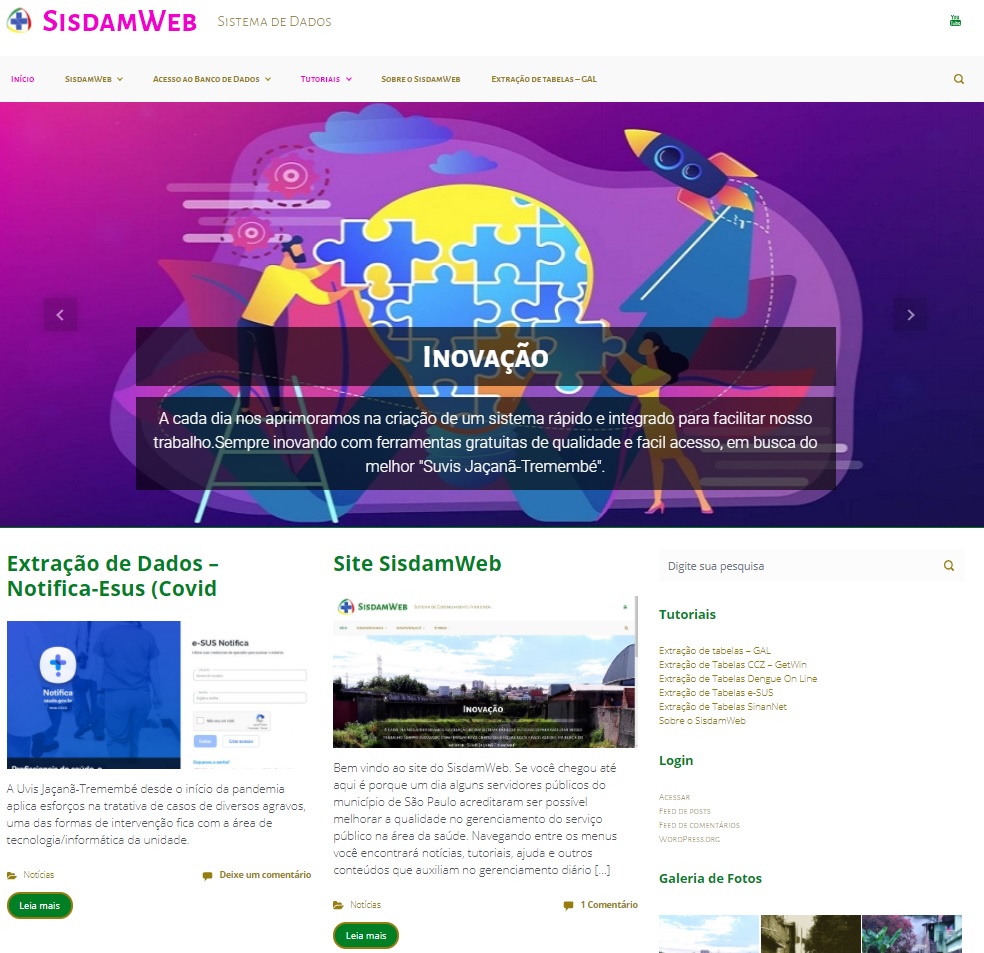 SisdamWeb Sistema de Dados
You Tube
Início SisdamWeb Acesso ao Banco de Dados Tutoriais Sobre o SisdamWeb Extração de tabelas – GAL
Inovação
A cada dia nos aprimoramos na criação de um sistema rápido e integrado para facilitar nosso
trabalho.Sempre inovando com ferramentas gratuitas de qualidade e facil acesso, em busca do
melhor "Suvis Jaçanã-Tremembé".
Extração de Dados –
Notifica-Esus (Covid
Notifica
e-SUS Notifica
Profissionais de saúde, o
A Uvis Jaçanã-Tremembé desde o início da pandemia
aplica esforços na tratativa de casos de diversos agravos,
uma das formas de intervenção fica com a área de
tecnologia/informática da unidade.
Notícias Deixe um comentário
Leia mais
Site SisdamWeb
SisdamWeb
Inovação
Bem vindo ao site do SisdamWeb. Se você chegou até
aqui é porque um dia alguns servidores públicos do
município de São Paulo acreditaram ser possível
melhorar a qualidade no gerenciamento do serviço
público na área da saúde. Navegando entre os menus
você encontrará notícias, tutoriais, ajuda e outros
conteúdos que auxiliam no gerenciamento diário [...]
Notícias 1 Comentário
Leia mais
Digite sua pesquisa
Tutoriais
Extração de tabelas – GAL
Extração de Tabelas CCZ – GetWin
Extração de Tabelas Dengue On Line
Extração de Tabelas e-SUS
Extração de Tabelas SinanNet
Sobre o SisdamWeb
Login
Acessar
Feed de posts
Feed de comentários
WordPress.org
Galeria de Fotos